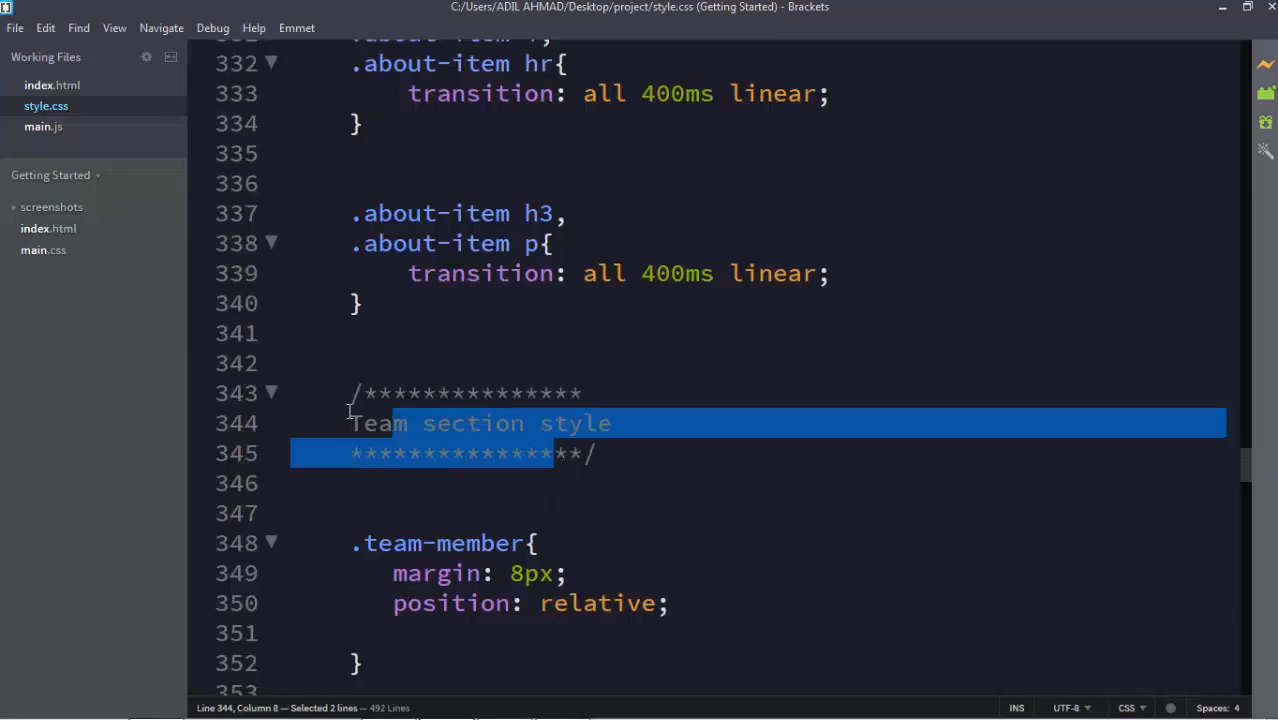 C:/Users/ADIL AHMAD/Desktop/project/style.css (Getting Started) - Brackets
File Edit Find View Navigate Debug Help Emmet
Working Files
index.html
style.css
main.js
Getting Started
screenshots
index.html
main.css
332 .about-item hr{
333 transition: all 400ms linear;
334 }
335
336
337 .about-item h3,
338 .about-item p{
339 transition: all 400ms linear;
340 }
341
342
343 /***************
344 Team section style
345 ****************/
346
347
348 .team-member{
349 margin: 8px;
350 position: relative;
351
352 }
353
Line 344, Column 8 — Selected 2 lines — 492 Lines
INS UTF-8 CSS Spaces: 4